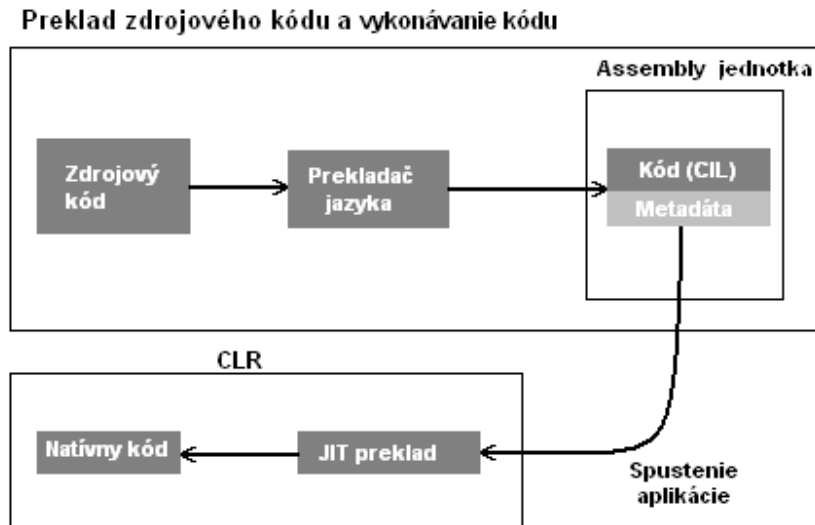 Preklad zdrojového kódu a vykonávanie kódu
Assembly jednotka
Zdrojový
kód
Prekladač
jazyka
Kód (CIL)
Metadáta
CLR
Natívny kód
JIT preklad
Spustenie
aplikácie